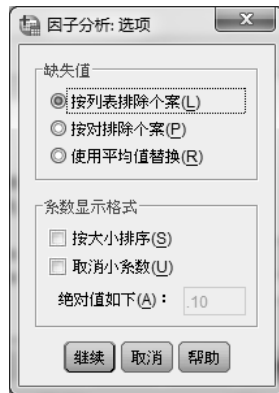 因子分析: 选项
缺失值
按列表排除个案(L)
按对排除个案(P)
使用平均值替换(R)
系数显示格式
按大小排序(S)
取消小系数(U)
绝对值如下(A)： .10
继续 取消 帮助